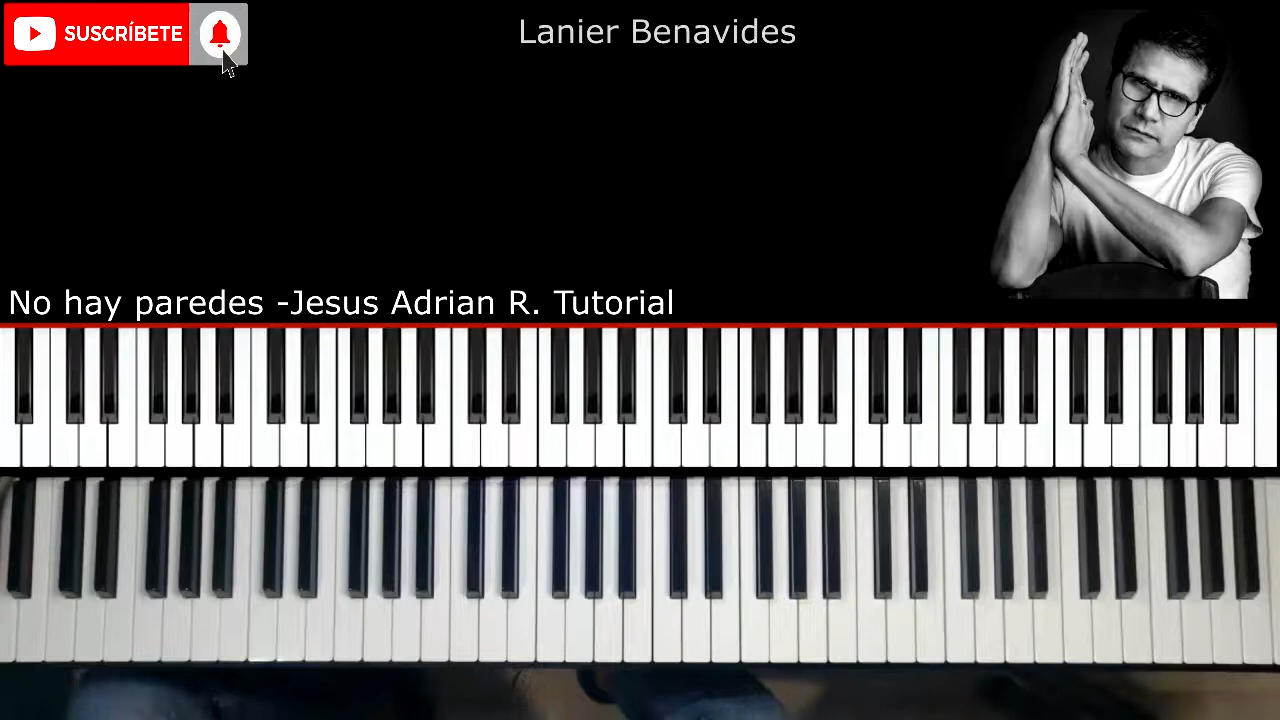 SUSCRÍBETE
Lanier Benavides
No hay paredes -Jesus Adrian R. Tutorial